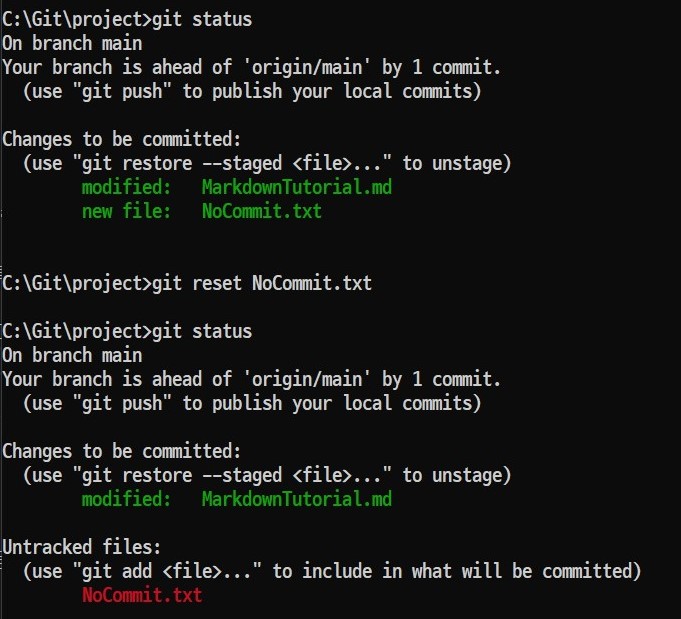 C:\Git\project>git status
On branch main
Your branch is ahead of 'origin/main' by 1 commit.
  (use "git push" to publish your local commits)

Changes to be committed:
  (use "git restore --staged <file>..." to unstage)
        modified:   MarkdownTutorial.md
        new file:   NoCommit.txt

C:\Git\project>git reset NoCommit.txt

C:\Git\project>git status
On branch main
Your branch is ahead of 'origin/main' by 1 commit.
  (use "git push" to publish your local commits)

Changes to be committed:
  (use "git restore --staged <file>..." to unstage)
        modified:   MarkdownTutorial.md

Untracked files:
  (use "git add <file>..." to include in what will be committed)
        NoCommit.txt